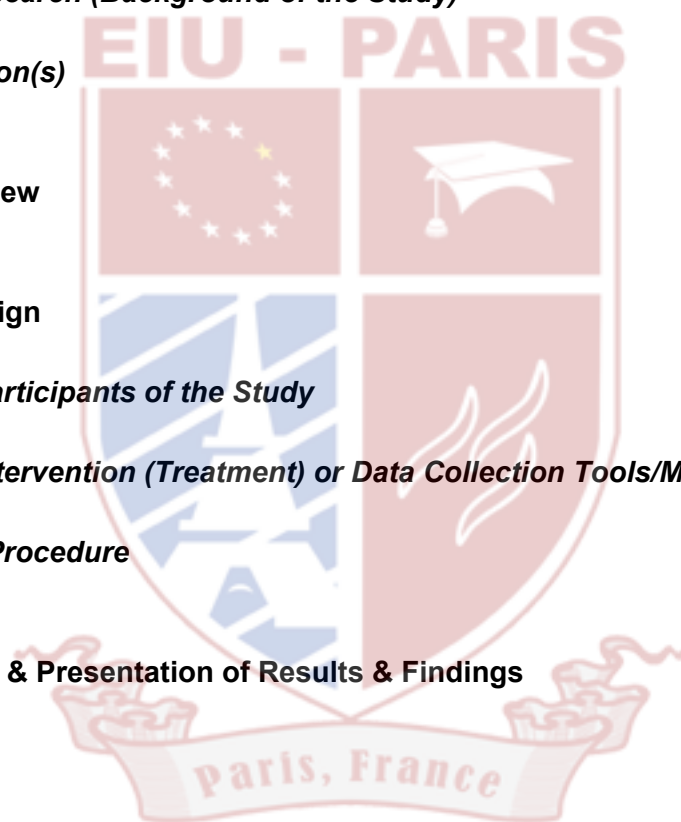 search (Background of the Study)
EIU - PARIS
on(s)
ew
ign
articipants of the Study
tervention (Treatment) or Data Collection Tools/M
Procedure
& Presentation of Results & Findings
Paris, France